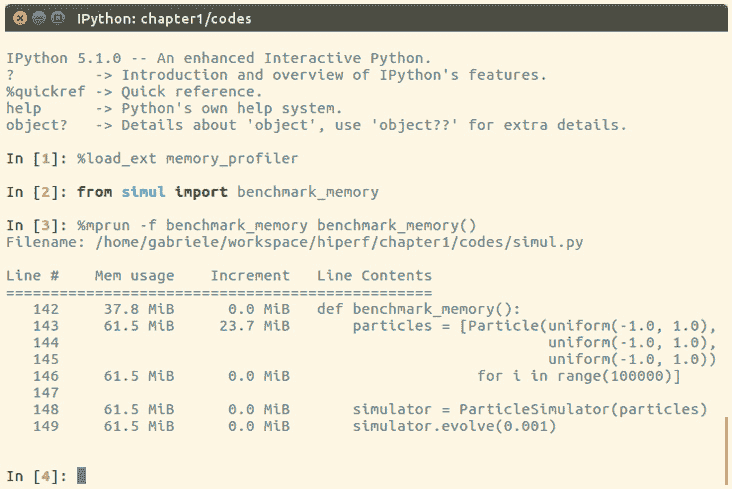 IPython: chapter1/codes
IPython 5.1.0 -- An enhanced Interactive Python.
?         -> Introduction and overview of IPython's features.
%quickref -> Quick reference.
help      -> Python's own help system.
object?   -> Details about 'object', use 'object??' for extra details.
In [1]: %load_ext memory_profiler
In [2]: from simul import benchmark_memory
In [3]: %mprun -f benchmark_memory benchmark_memory()
Filename: /home/gabriele/workspace/hiperf/chapter1/codes/simul.py
Line #    Mem usage    Increment   Line Contents
================================================
   142     37.8 MiB      0.0 MiB   def benchmark_memory():
   143     61.5 MiB     23.7 MiB       particles = [Particle(uniform(-1.0, 1.0),
   144                                                       uniform(-1.0, 1.0),
   145                                                       uniform(-1.0, 1.0))
   146     61.5 MiB      0.0 MiB                     for i in range(100000)]
   147
   148     61.5 MiB      0.0 MiB       simulator = ParticleSimulator(particles)
   149     61.5 MiB      0.0 MiB       simulator.evolve(0.001)
In [4]: